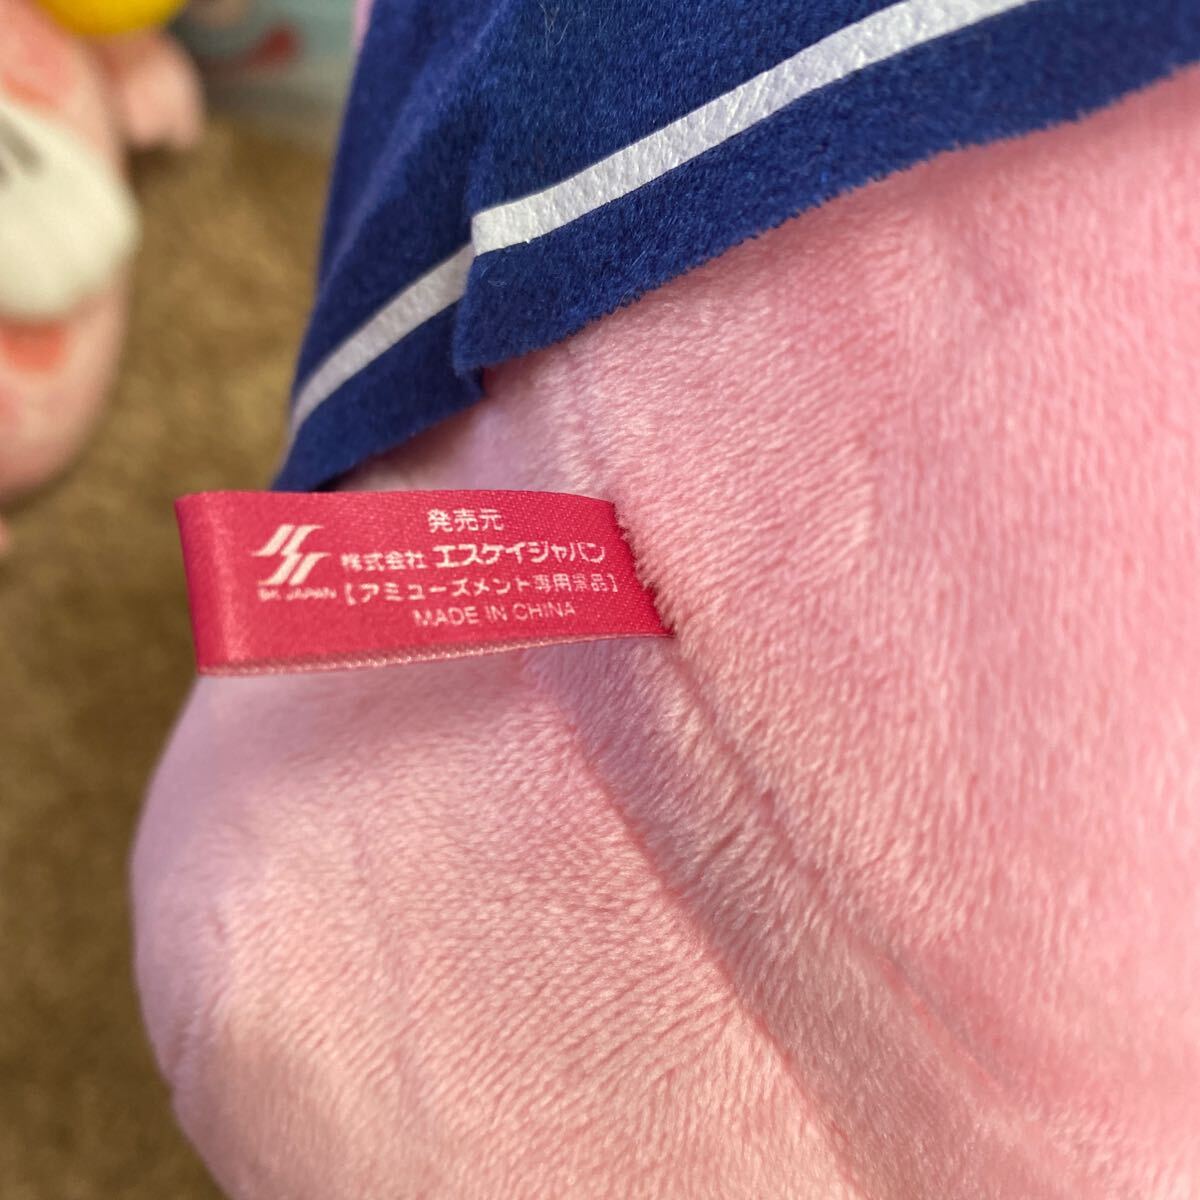 発売元
株式会社 エスケイジャパン
SK JAPAN
【アミューズメント専用景品】
MADE IN CHINA